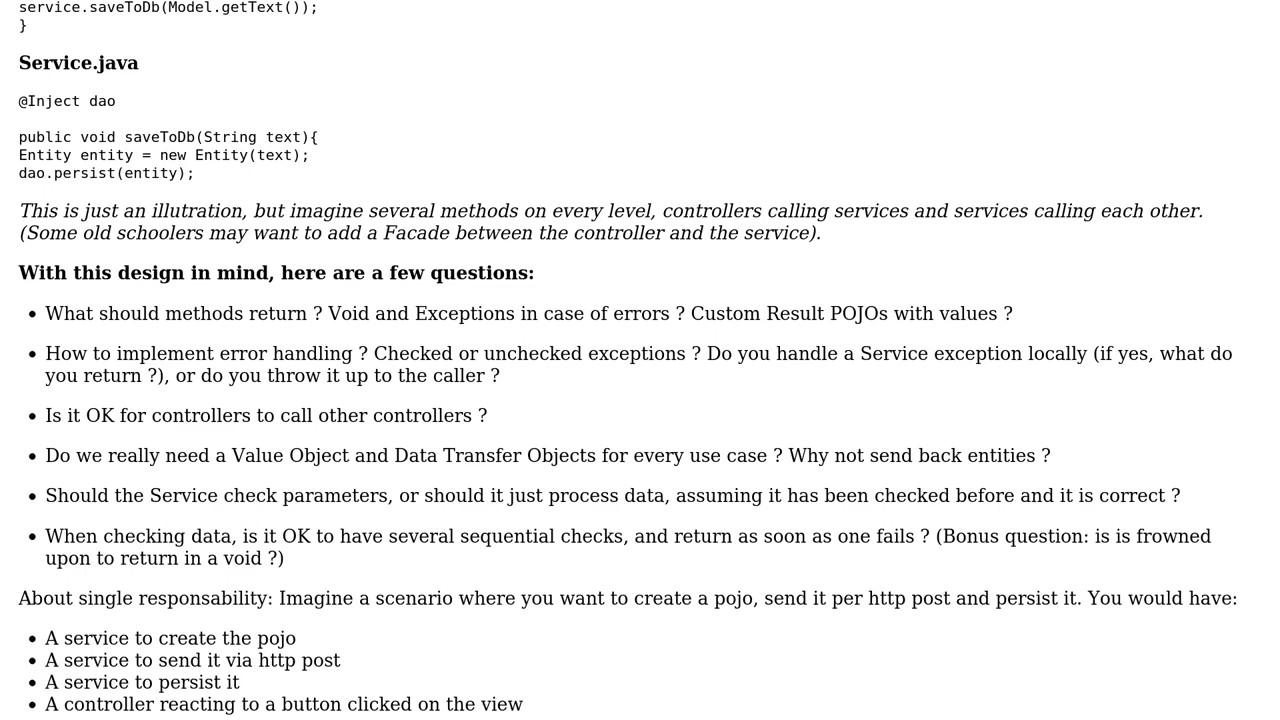 service.saveToDb(Model.getText());
}
Service.java
@Inject dao
public void saveToDb(String text){
Entity entity = new Entity(text);
dao.persist(entity);
This is just an illutration, but imagine several methods on every level, controllers calling services and services calling each other.
(Some old schoolers may want to add a Facade between the controller and the service).
With this design in mind, here are a few questions:
• What should methods return ? Void and Exceptions in case of errors ? Custom Result POJOs with values ?
• How to implement error handling ? Checked or unchecked exceptions ? Do you handle a Service exception locally (if yes, what do
you return ?), or do you throw it up to the caller ?
• Is it OK for controllers to call other controllers ?
• Do we really need a Value Object and Data Transfer Objects for every use case ? Why not send back entities ?
• Should the Service check parameters, or should it just process data, assuming it has been checked before and it is correct ?
• When checking data, is it OK to have several sequential checks, and return as soon as one fails ? (Bonus question: is is frowned
upon to return in a void ?)
About single responsability: Imagine a scenario where you want to create a pojo, send it per http post and persist it. You would have:
• A service to create the pojo
• A service to send it via http post
• A service to persist it
• A controller reacting to a button clicked on the view